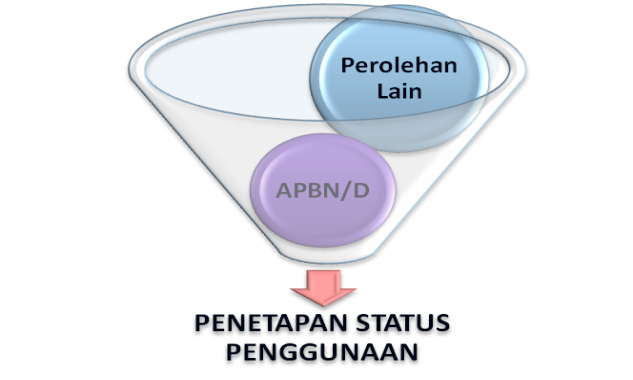 Perolehan
Lain
APBN/D
PENETAPAN STATUS
PENGGUNAAN